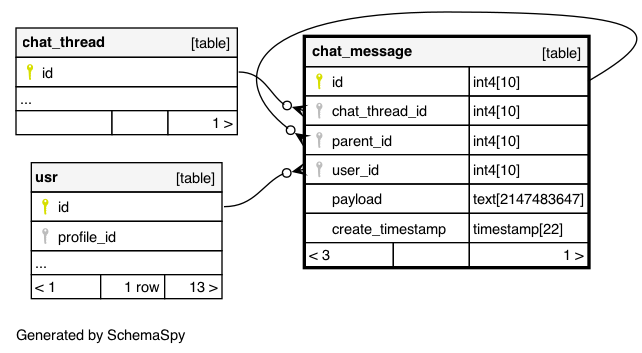 chat_thread [table]
id
...
1 >
usr [table]
id
profile_id
...
< 1 1 row 13 >
chat_message [table]
id int4[10]
chat_thread_id int4[10]
parent_id int4[10]
user_id int4[10]
payload text[2147483647]
create_timestamp timestamp[22]
< 3 1 >
Generated by SchemaSpy